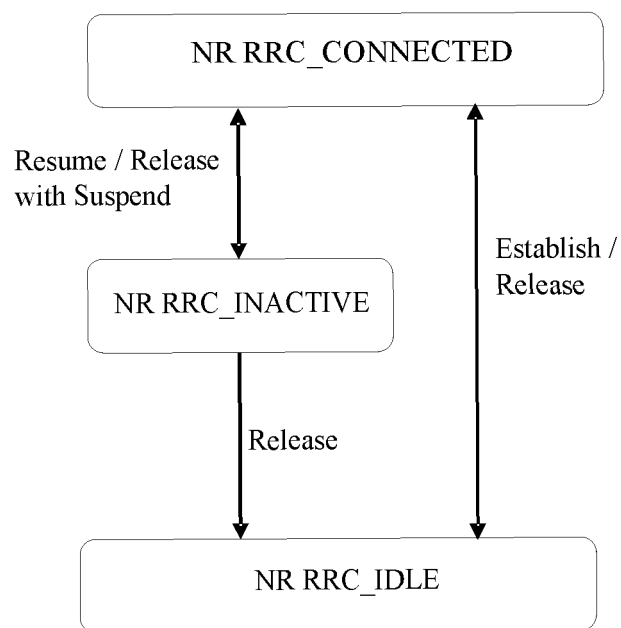 NR RRC_CONNECTED
Resume / Release
with Suspend
Establish /
Release
NR RRC_INACTIVE
Release
NR RRC_IDLE